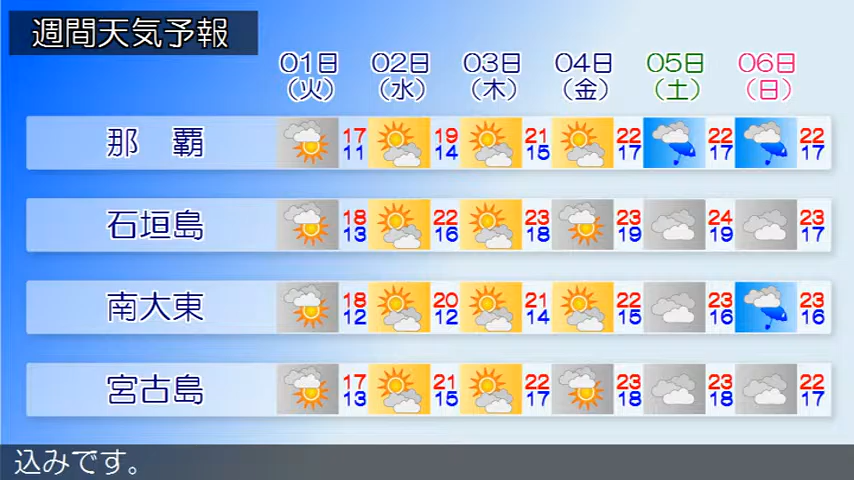 週間天気予報
01日 02日 03日 04日 05日 06日
(火) (水) (木) (金) (土) (日)
那 覇 17 11 19 14 21 15 22 17 22 17 22 17
石垣島 18 13 22 16 23 18 23 19 24 19 23 17
南大東 18 12 20 12 21 14 22 15 23 16 23 16
宮古島 17 13 21 15 22 17 23 18 23 18 22 17
込みです。